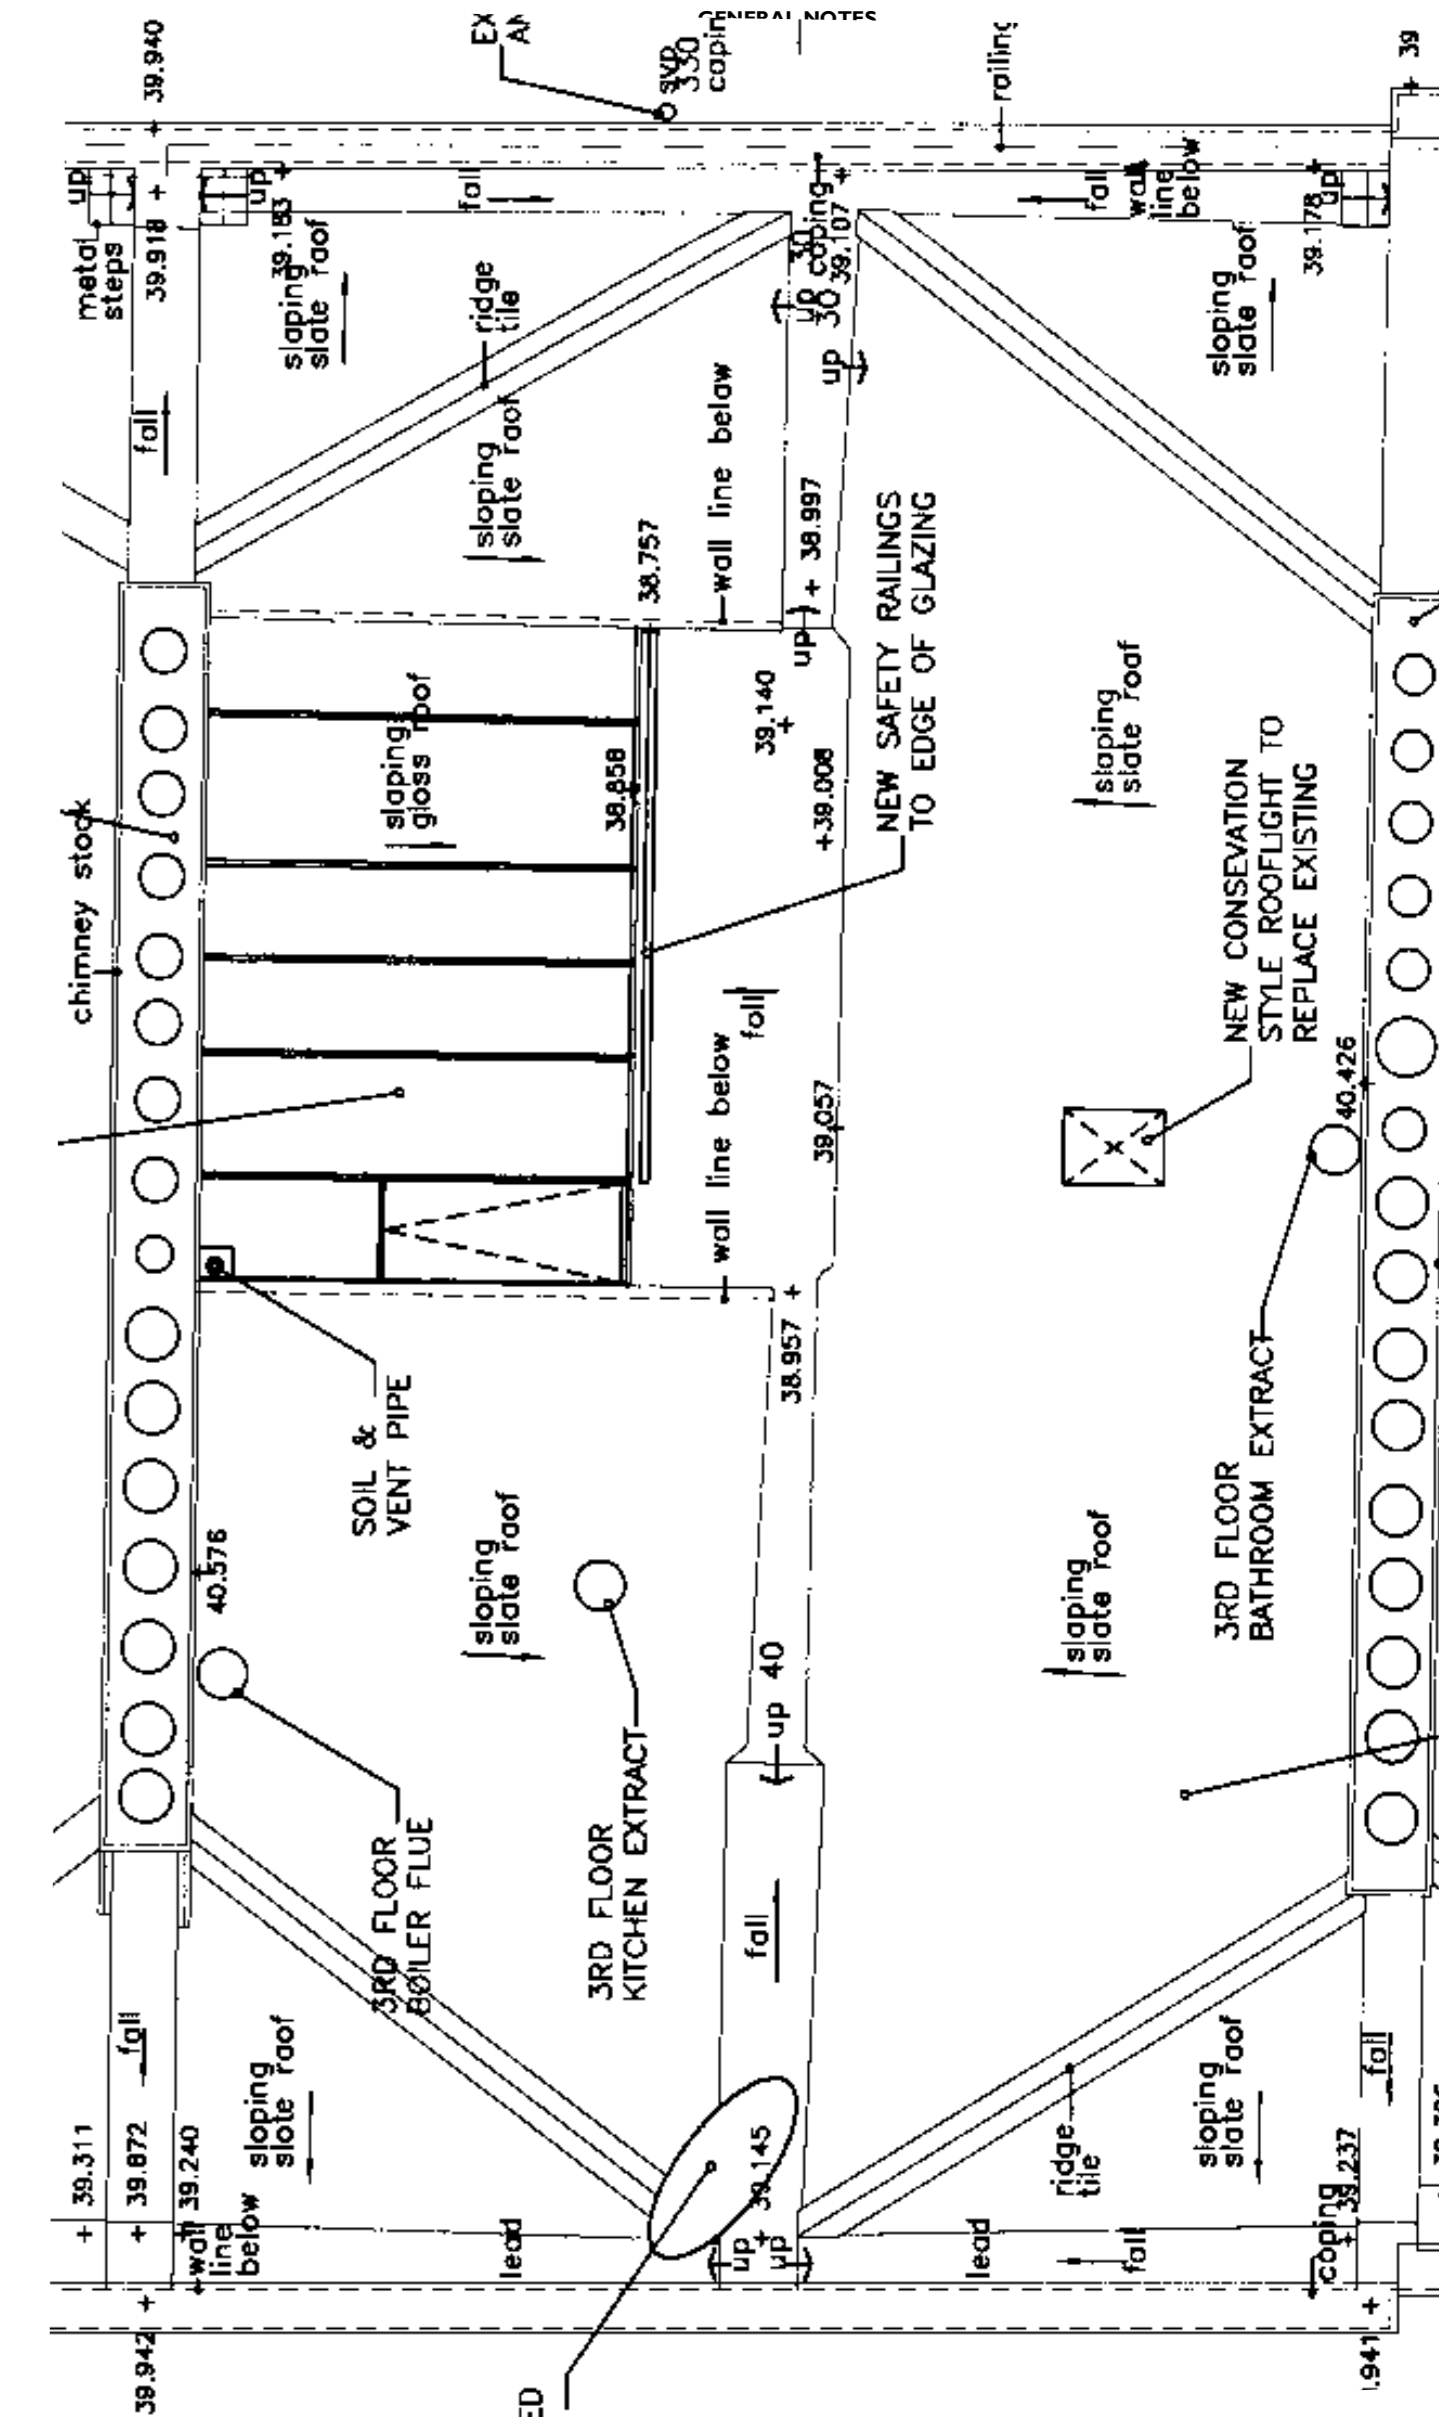 GENERAL NOTES
39.940
EX
svp
330
railing
39
up
up
metal
steps
39.918
39.183
sloping
slate roof
fall
ridge
tile
30
coping
39.107
up
30
up
fall
wall
line
below
39.178
up
sloping
slate roof
fall
sloping
slate roof
wall line below
38.757
38.997
NEW SAFETY RAILINGS
TO EDGE OF GLAZING
up
39.140
+39.008
chimney stack
sloping
gloss roof
38.858
sloping
slate roof
NEW CONSEVATION
STYLE ROOFLIGHT TO
REPLACE EXISTING
fall
wall line below
39.057
40.426
38.957
SOIL &
VENT PIPE
40.576
sloping
slate roof
up 40
sloping
slate roof
3RD FLOOR
BATHROOM EXTRACT
3RD FLOOR
BOILER FLUE
3RD FLOOR
KITCHEN EXTRACT
fall
fall
39.311
39.872
39.240
sloping
slate roof
wall
line
below
lead
39.145
up
up
ridge
tile
lead
fall
sloping
slate roof
fall
39.237
coping
39.942
ED
.941